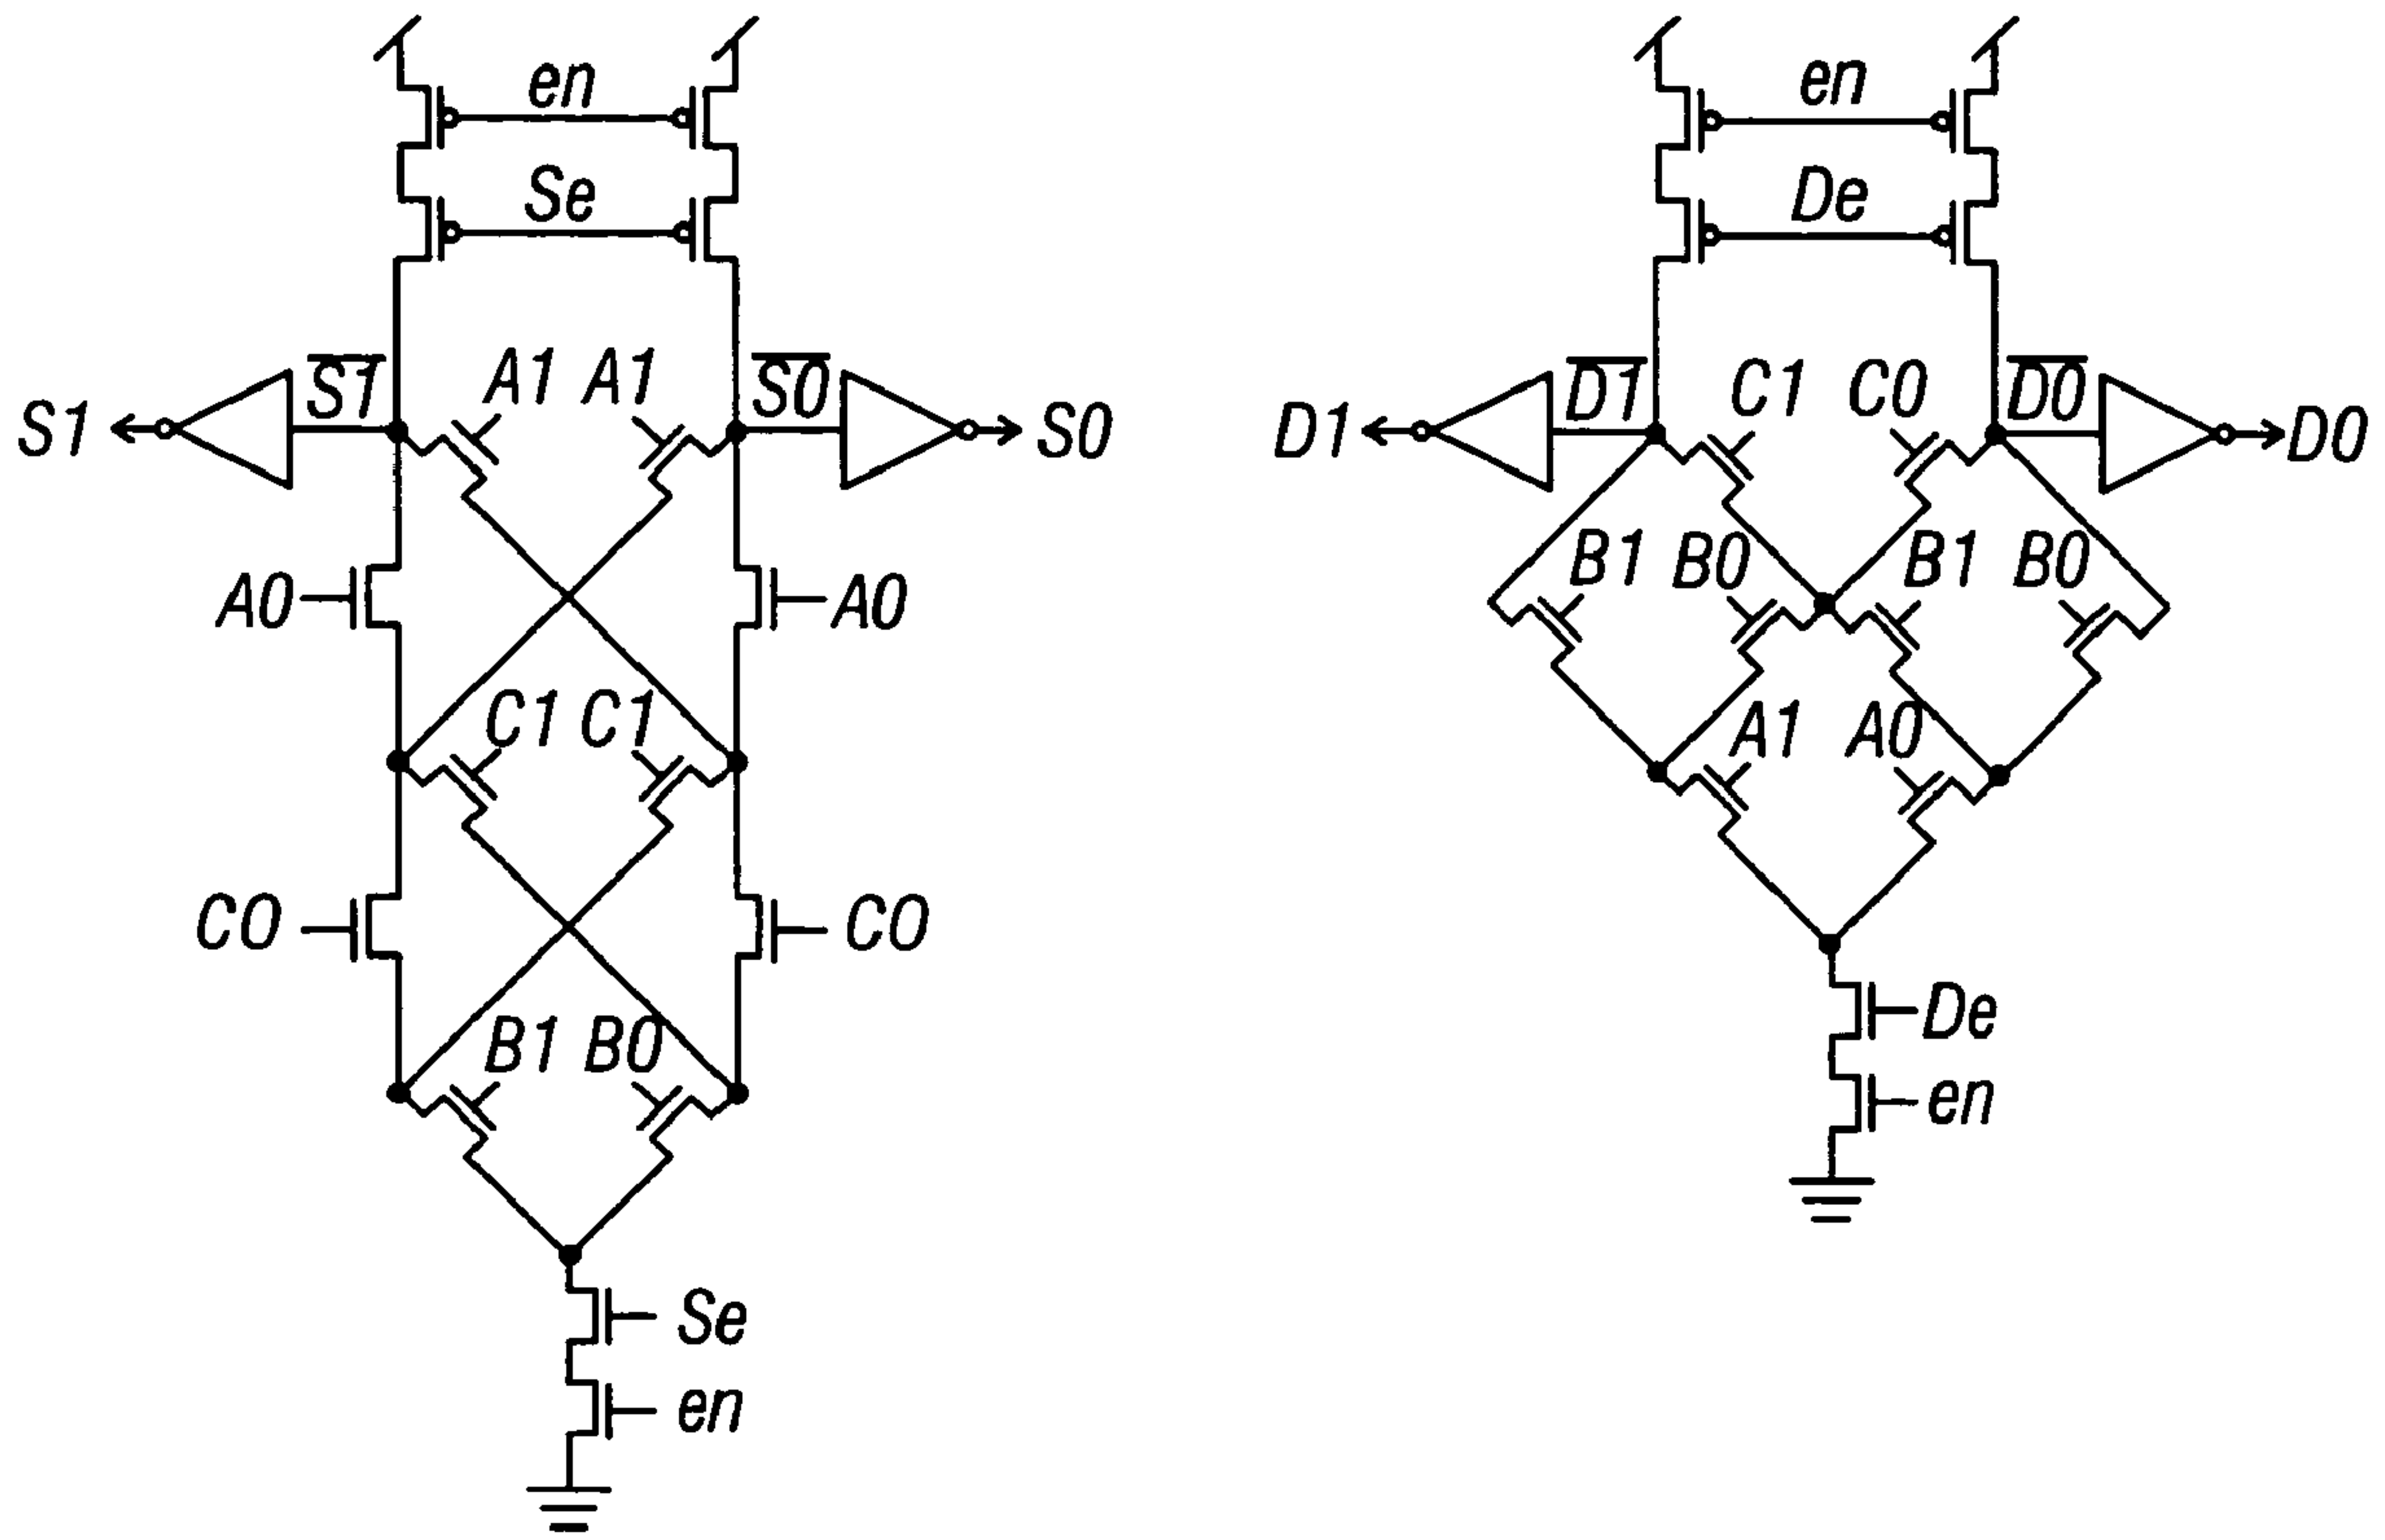 en en
Se De
S1 S1 A1 A1 S0 S0 D1 D1 C1 C0 D0 D0
A0 A0 B1 B0 B1 B0
C1 C1 A1 A0
C0 C0
B1 B0 De
en
Se
en